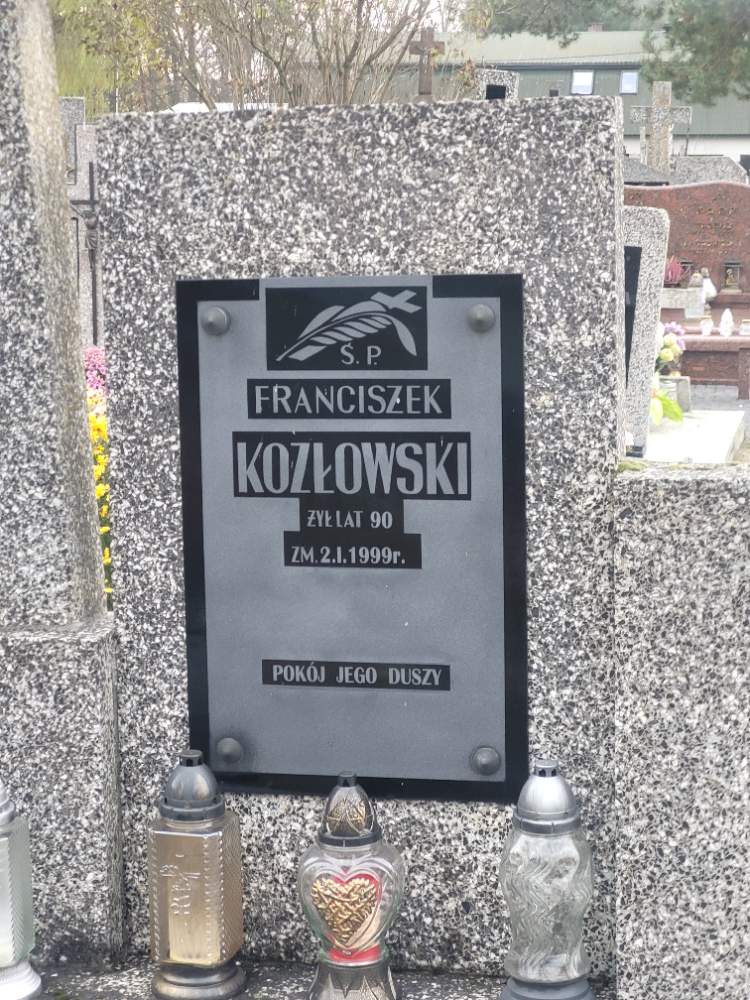 Ś.P.
FRANCISZEK
KOZŁOWSKI
ŻYŁ LAT 90
ZM. 2.I.1999r.
POKÓJ JEGO DUSZY